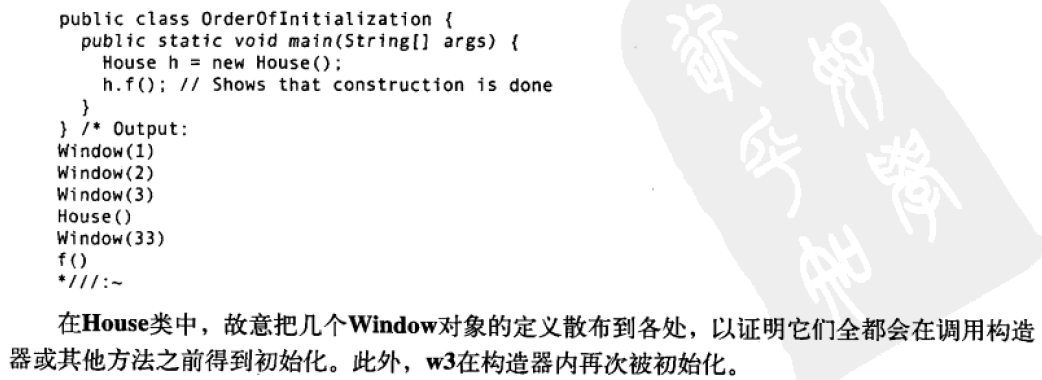 public class OrderOfInitialization {
public static void main(String[] args) {
House h = new House();
h.f(); // Shows that construction is done
}
} /* Output:
Window(1)
Window(2)
Window(3)
House()
Window(33)
f()
*///:~
在House类中，故意把几个Window对象的定义散布到各处，以证明它们全都会在调用构造
器或其他方法之前得到初始化。此外，w3在构造器内再次被初始化。